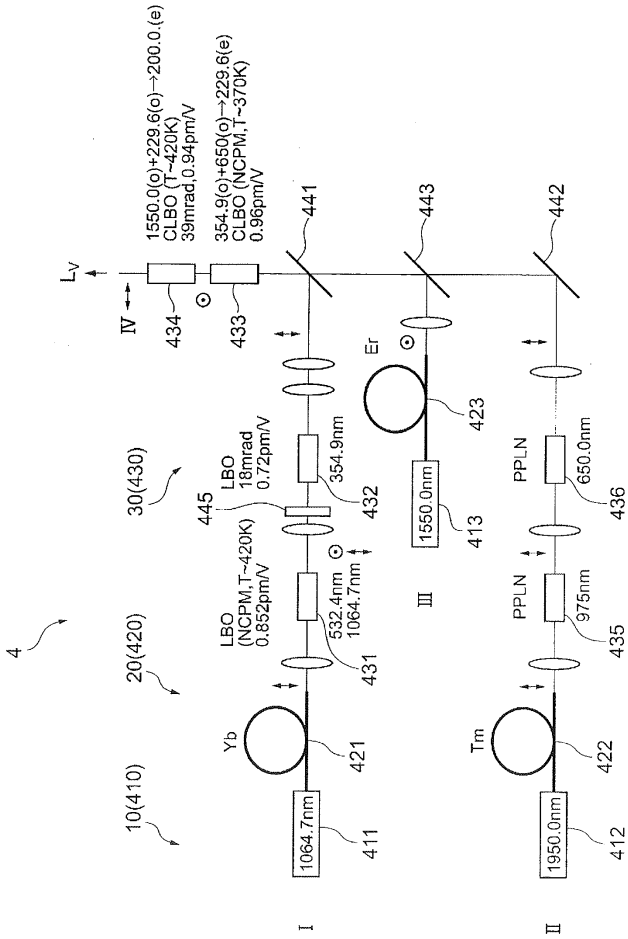 4
10(410)
20(420)
30(430)
Lv
IV
1550.0(o)+229.6(o)→200.0.(e)
CLBO (T~420K)
39mrad,0.94pm/V
354.9(o)+650(o)→229.6(e)
CLBO (NCPM,T~370K)
0.96pm/V
434
433
441
I
1064.7nm
411
Yb
421
LBO
(NCPM,T~420K)
0.852pm/V
431
532.4nm
1064.7nm
445
LBO
18mrad
0.72pm/V
432
354.9nm
III
1550.0nm
413
Er
423
443
II
1950.0nm
412
Tm
422
PPLN
975nm
435
PPLN
650.0nm
436
442